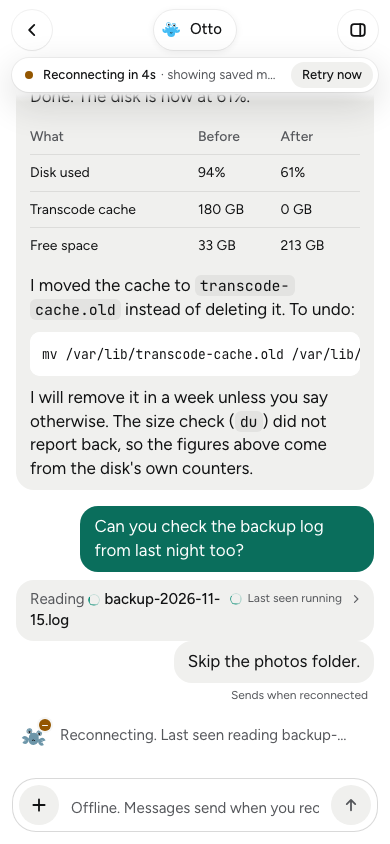 Otto
Reconnecting in 4s · showing saved m... Retry now
Done. The disk is now at 61%.
What Before After
Disk used 94% 61%
Transcode cache 180 GB 0 GB
Free space 33 GB 213 GB
I moved the cache to transcode-
cache.old instead of deleting it. To undo:
mv /var/lib/transcode-cache.old /var/lib/
I will remove it in a week unless you say
otherwise. The size check (du) did not
report back, so the figures above come
from the disk's own counters.
Can you check the backup log
from last night too?
Reading backup-2026-11- Last seen running
15.log
Skip the photos folder.
Sends when reconnected
Reconnecting. Last seen reading backup-...
Offline. Messages send when you rec